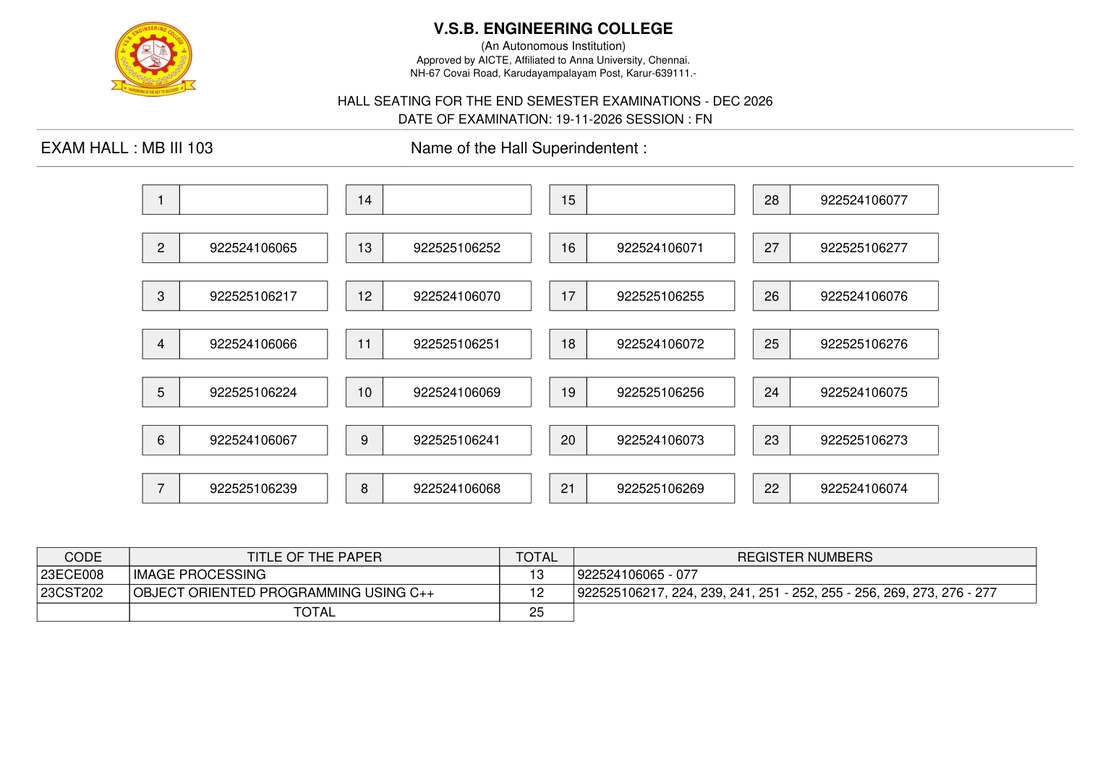 V.S.B. ENGINEERING COLLEGE
(An Autonomous Institution)
Approved by AICTE, Affiliated to Anna University, Chennai.
NH-67 Covai Road, Karudayampalayam Post, Karur-639111.-
HALL SEATING FOR THE END SEMESTER EXAMINATIONS - DEC 2026
DATE OF EXAMINATION: 19-11-2026 SESSION : FN
EXAM HALL : MB III 103 Name of the Hall Superindentent :
1 14 15 28 922524106077
2 922524106065 13 922525106252 16 922524106071 27 922525106277
3 922525106217 12 922524106070 17 922525106255 26 922524106076
4 922524106066 11 922525106251 18 922524106072 25 922525106276
5 922525106224 10 922524106069 19 922525106256 24 922524106075
6 922524106067 9 922525106241 20 922524106073 23 922525106273
7 922525106239 8 922524106068 21 922525106269 22 922524106074
CODE TITLE OF THE PAPER TOTAL REGISTER NUMBERS
23ECE008 IMAGE PROCESSING 13 922524106065 - 077
23CST202 OBJECT ORIENTED PROGRAMMING USING C++ 12 922525106217, 224, 239, 241, 251 - 252, 255 - 256, 269, 273, 276 - 277
TOTAL 25